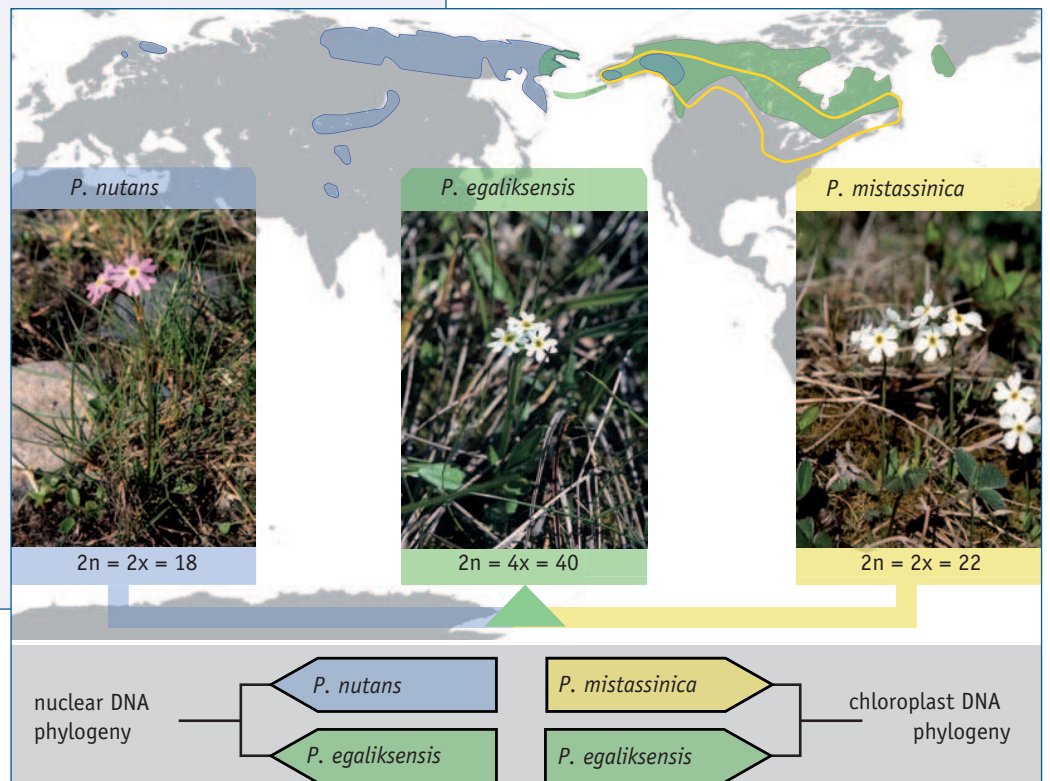 P. nutans
P. egaliksensis
P. mistassinica
2n = 2x = 18
2n = 4x = 40
2n = 2x = 22
nuclear DNA
phylogeny
P. nutans
P. egaliksensis
P. mistassinica
P. egaliksensis
chloroplast DNA
phylogeny